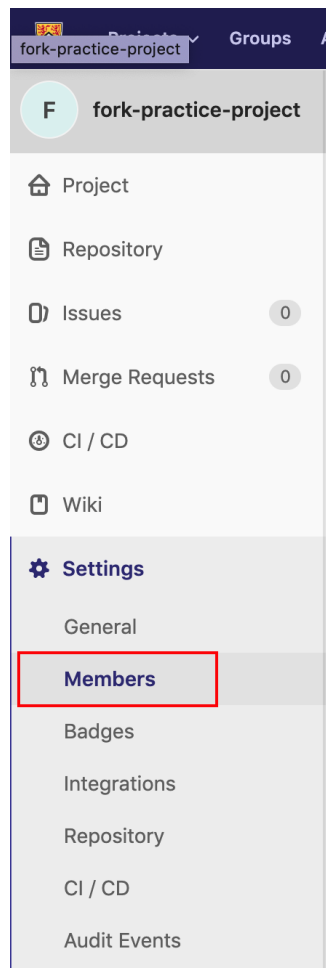 Projects Groups
fork-practice-project
F fork-practice-project
Project
Repository
Issues 0
Merge Requests 0
CI / CD
Wiki
Settings
General
Members
Badges
Integrations
Repository
CI / CD
Audit Events